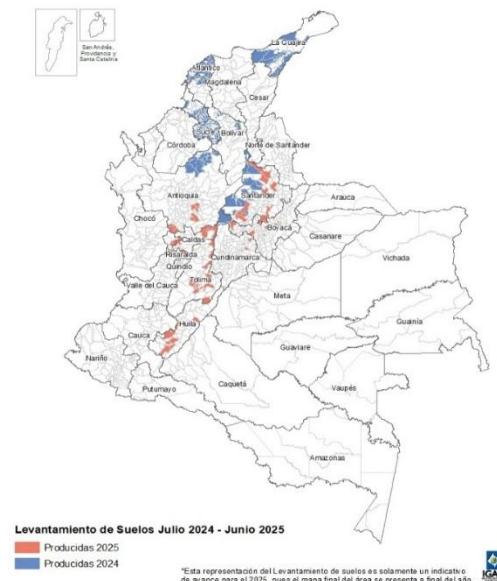 San Andrés,
Providencia y
Santa Catalina
La Guajira
Atlántico
Magdalena
Cesar
Sucre
Bolívar
Córdoba
Norte de Santander
Antioquia
Santander
Arauca
Chocó
Boyacá
Casanare
Caldas
Risaralda
Cundinamarca
Vichada
Quindío
Tolima
Valle del Cauca
Meta
Guainía
Huila
Cauca
Guaviare
Nariño
Vaupés
Putumayo
Caquetá
Amazonas
Levantamiento de Suelos Julio 2024 - Junio 2025
Producidas 2025
Producidas 2024
*Esta representación del Levantamiento de suelos es solamente un indicativo
de avance para el 2025, pues el mapa final del área se presenta a final del año